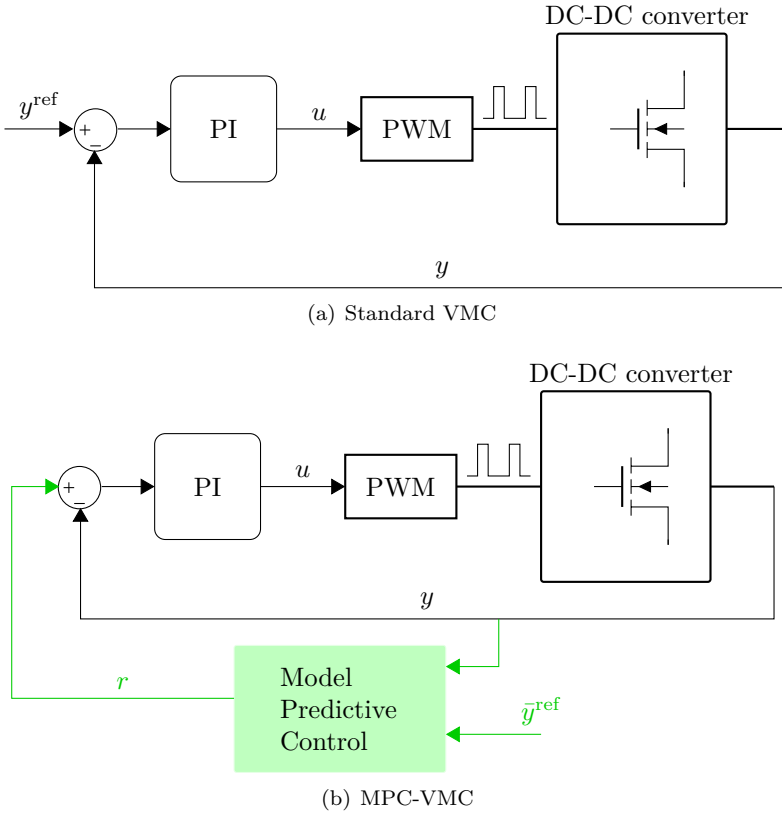 DC-DC converter
y^ref
+
−
PI
u
PWM
y
(a) Standard VMC
DC-DC converter
+
−
PI
u
PWM
y
r
Model
Predictive
Control
ȳ^ref
(b) MPC-VMC